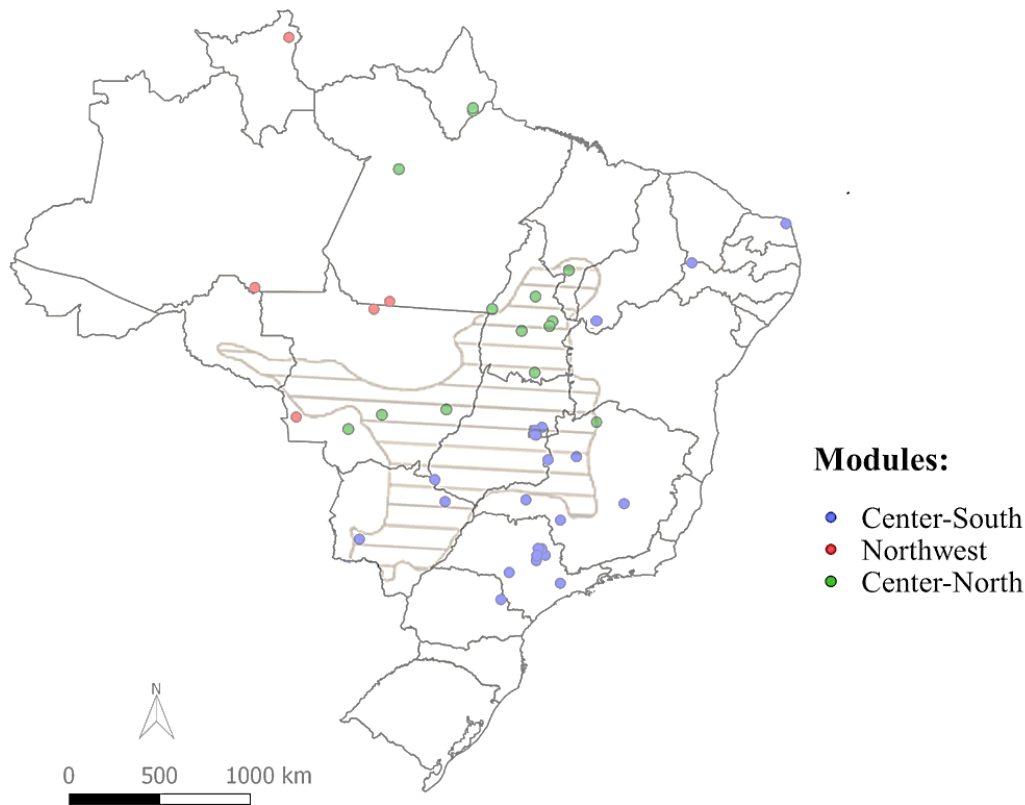 Modules:
Center-South
Northwest
Center-North
N
0 500 1000 km